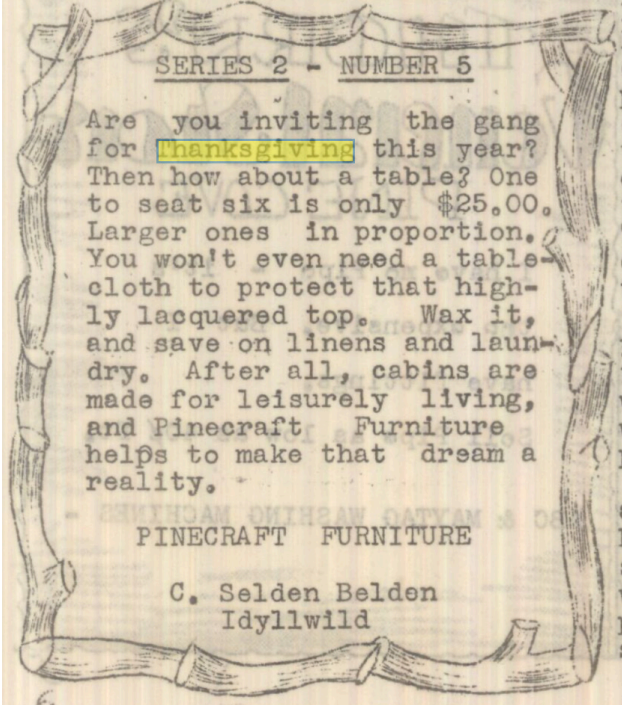 SERIES 2 - NUMBER 5
Are you inviting the gang
for Thanksgiving this year?
Then how about a table? One
to seat six is only $25.00.
Larger ones in proportion.
You won't even need a table-
cloth to protect that high-
ly lacquered top. Wax it,
and save on linens and laun-
dry. After all, cabins are
made for leisurely living,
and Pinecraft Furniture
helps to make that dream a
reality.
PINECRAFT FURNITURE
C. Selden Belden
Idyllwild